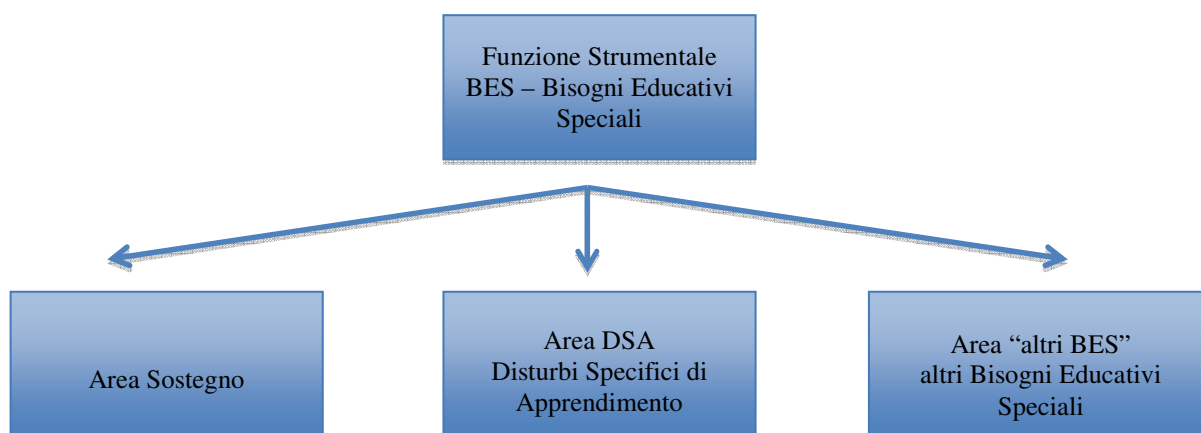 Funzione Strumentale
BES – Bisogni Educativi
Speciali
Area Sostegno
Area DSA
Disturbi Specifici di
Apprendimento
Area “altri BES”
altri Bisogni Educativi
Speciali